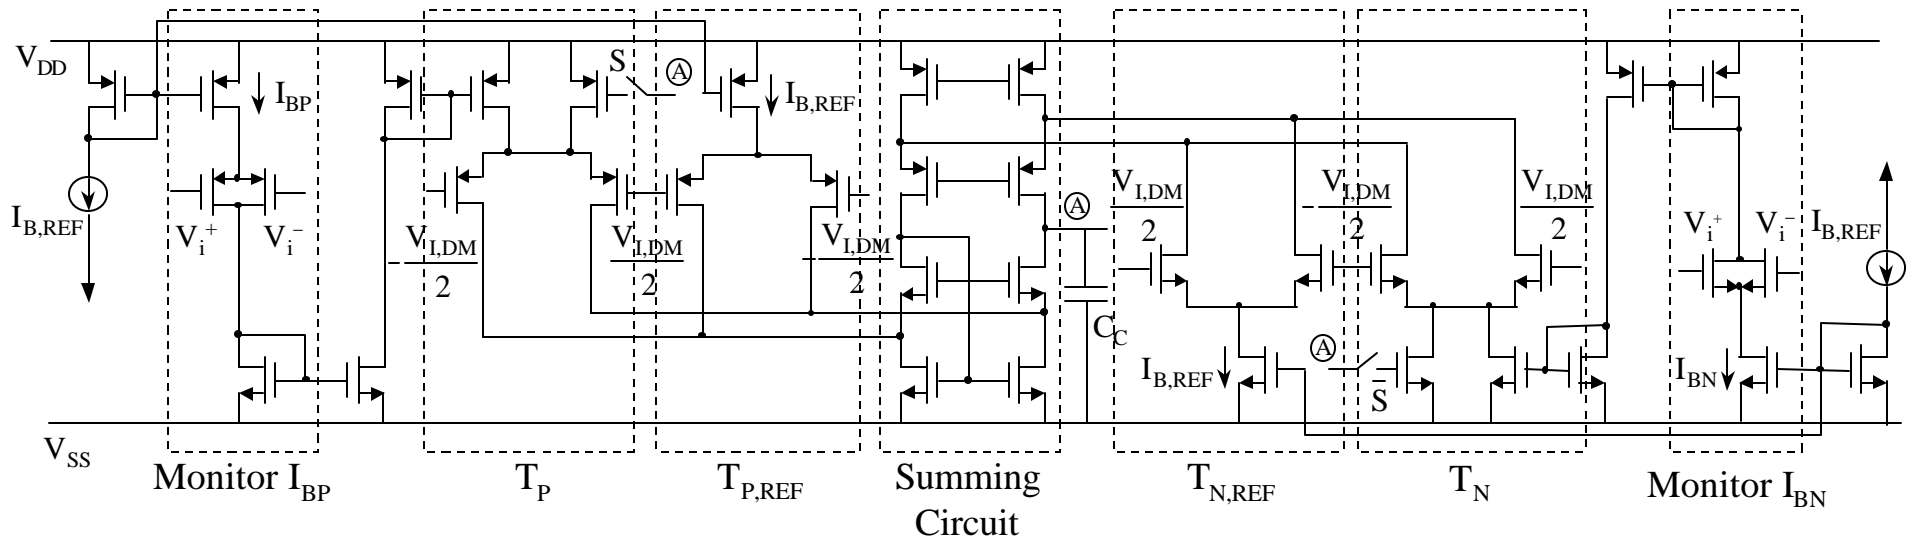 V_DD
S
A
I_BP
I_B,REF
I_B,REF
V_i^+
V_i^-
-V_I,DM/2
V_I,DM/2
-V_I,DM/2
A
C_C
V_I,DM/2
-V_I,DM/2
V_I,DM/2
V_i^+
V_i^-
I_B,REF
I_B,REF
A
S̄
I_BN
V_SS
Monitor I_BP
T_P
T_P,REF
Summing
Circuit
T_N,REF
T_N
Monitor I_BN